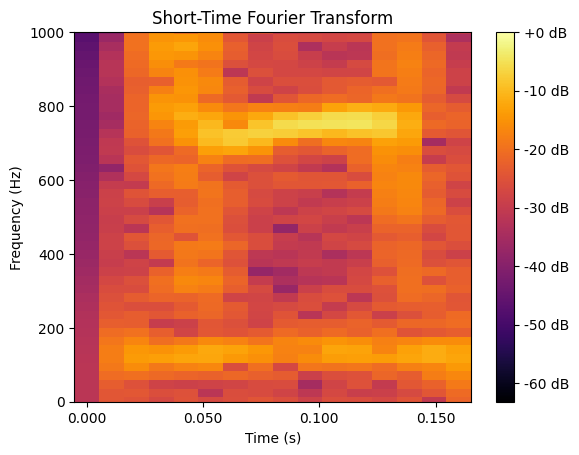 Short-Time Fourier Transform
1000
800
600
400
200
0
Frequency (Hz)
0.000
0.050
0.100
0.150
Time (s)
+0 dB
-10 dB
-20 dB
-30 dB
-40 dB
-50 dB
-60 dB